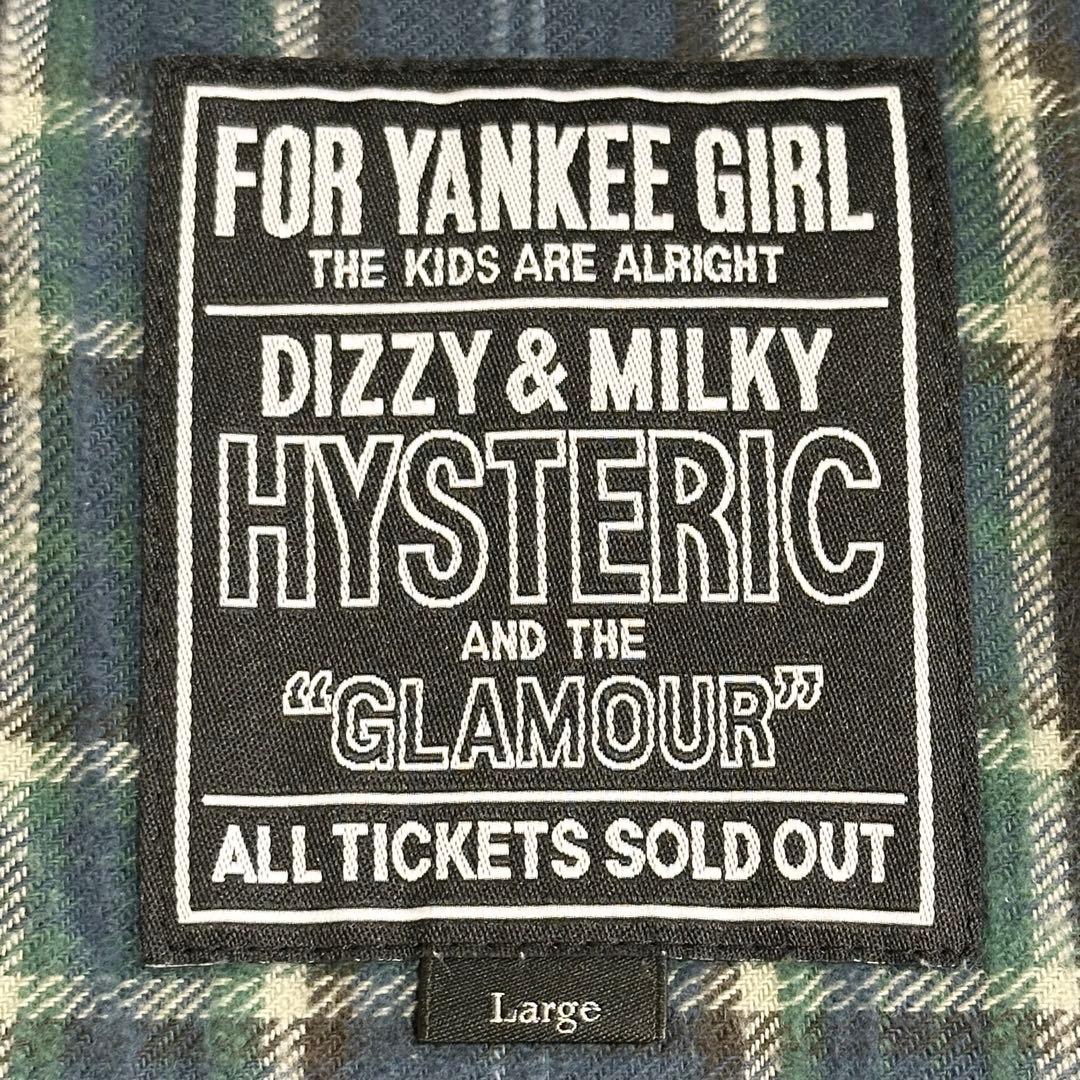 FOR YANKEE GIRL
THE KIDS ARE ALRIGHT
DIZZY & MILKY
HYSTERIC
AND THE
“GLAMOUR”
ALL TICKETS SOLD OUT
Large